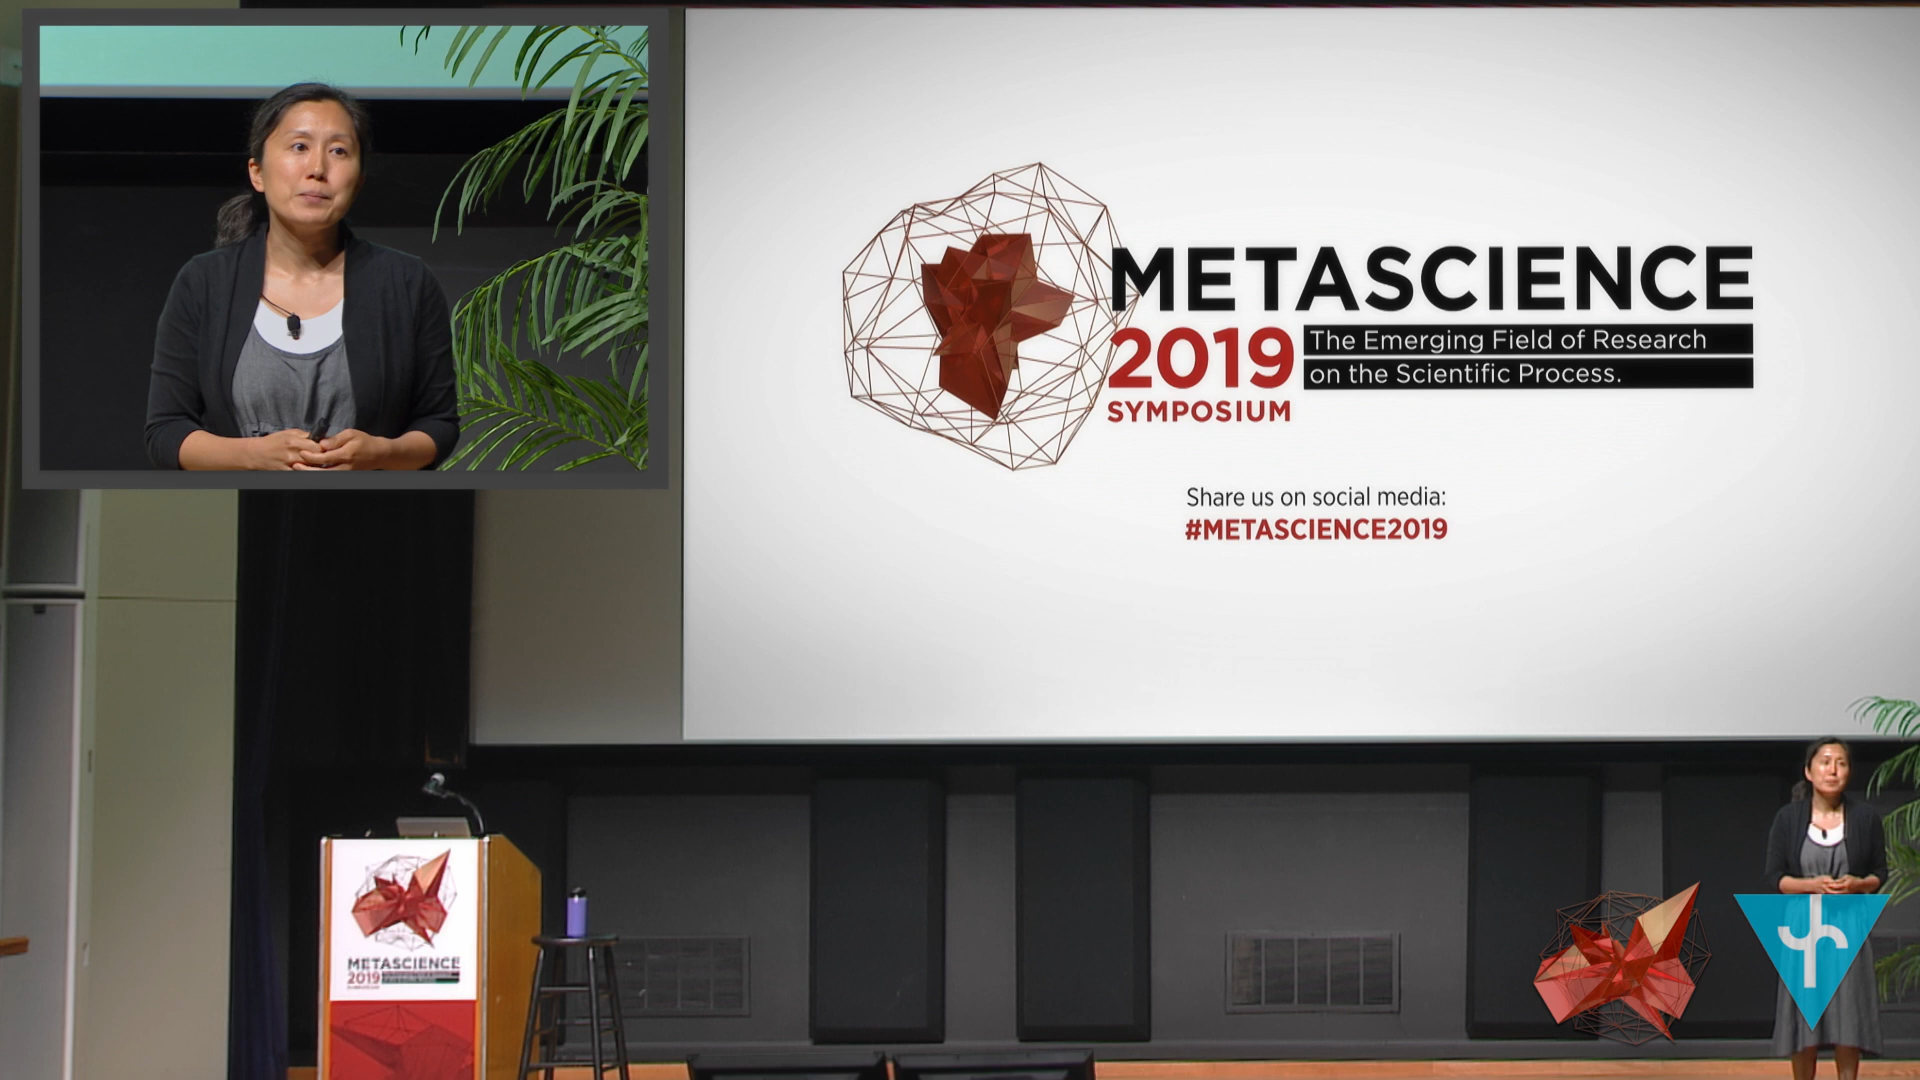 METASCIENCE
2019
The Emerging Field of Research
on the Scientific Process.
SYMPOSIUM
Share us on social media:
#METASCIENCE2019
METASCIENCE
2019
SYMPOSIUM